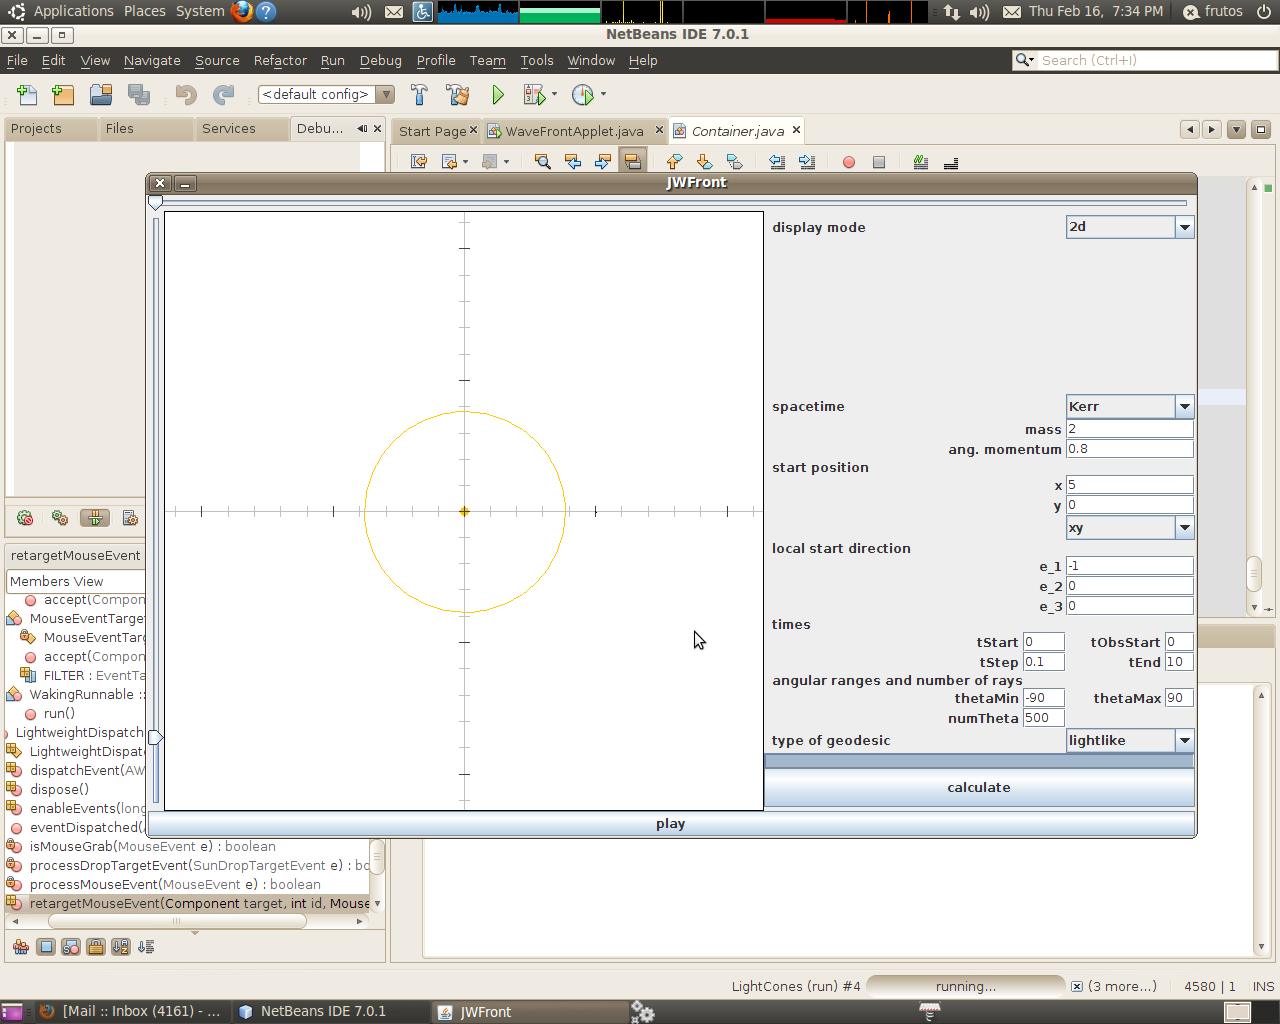 Applications Places System
Thu Feb 16, 7:34 PM
frutos
NetBeans IDE 7.0.1
File Edit View Navigate Source Refactor Run Debug Profile Team Tools Window Help
Search (Ctrl+I)
<default config>
Projects Files Services Debu...
Start Page WaveFrontApplet.java Container.java
JWFront
display mode 2d
spacetime Kerr
mass 2
ang. momentum 0.8
start position
x 5
y 0
xy
local start direction
e_1 -1
e_2 0
e_3 0
times
tStart 0 tObsStart 0
tStep 0.1 tEnd 10
angular ranges and number of rays
thetaMin -90 thetaMax 90
numTheta 500
type of geodesic lightlike
calculate
play
retargetMouseEvent
Members View
accept(Compon
MouseEventTarget
MouseEventTarg
accept(Compon
FILTER : EventTa
WakingRunnable ::
run()
LightweightDispatch
LightweightDispat
dispatchEvent(AW
dispose()
enableEvents(long
eventDispatched(
isMouseGrab(MouseEvent e) : boolean
processDropTargetEvent(SunDropTargetEvent e) : bo
processMouseEvent(MouseEvent e) : boolean
retargetMouseEvent(Component target, int id, Mouse
LightCones (run) #4 running... (3 more...) 4580 | 1 INS
[Mail :: Inbox (4161) - ... NetBeans IDE 7.0.1 JWFront